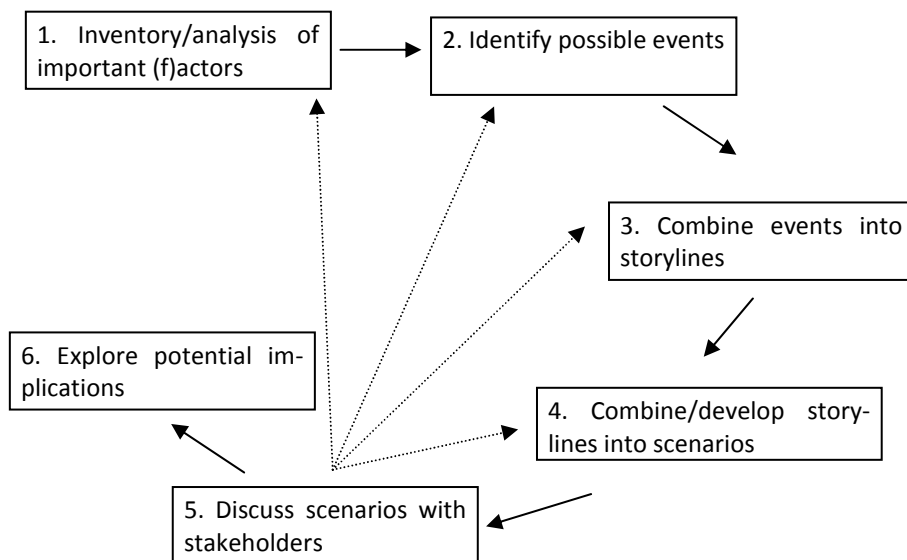 1. Inventory/analysis of
important (f)actors
2. Identify possible events
3. Combine events into
storylines
4. Combine/develop story-
lines into scenarios
5. Discuss scenarios with
stakeholders
6. Explore potential im-
plications